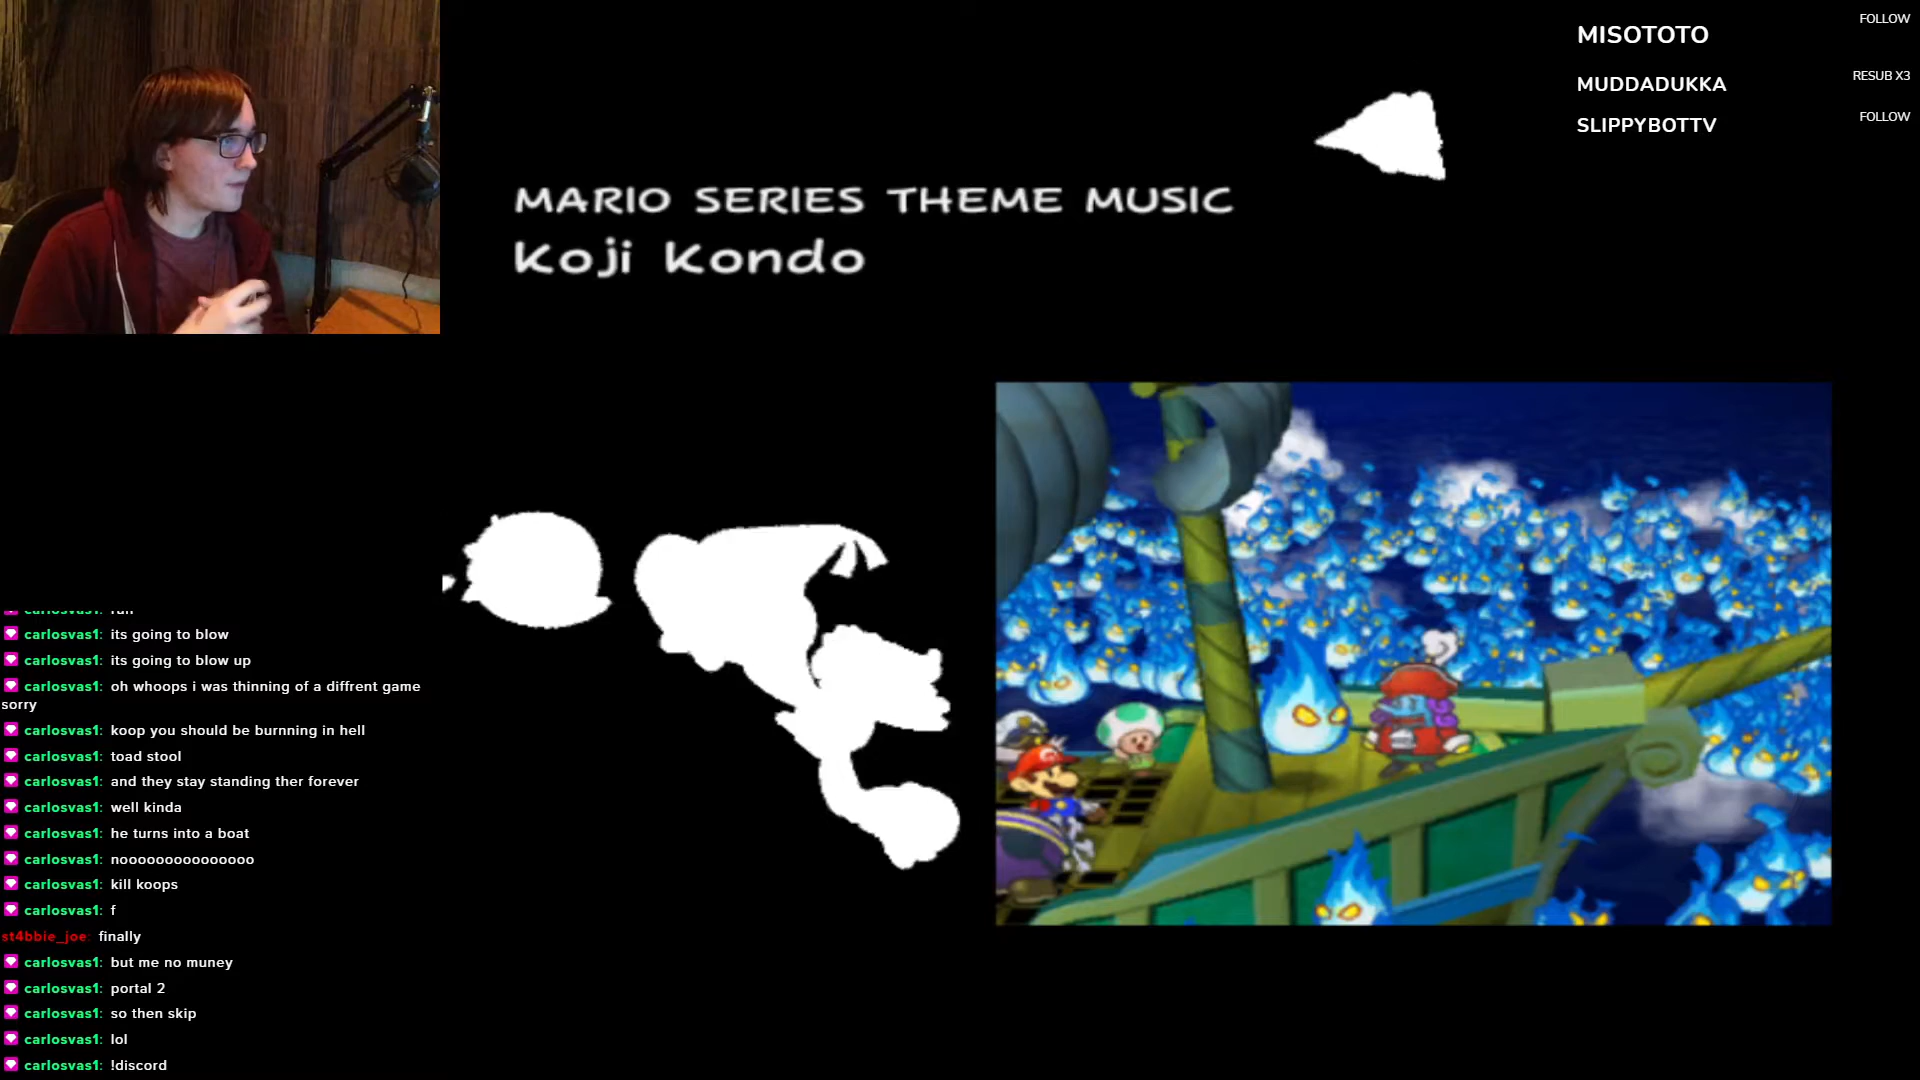 MISOTOTO FOLLOW
MUDDADUKKA RESUB X3
SLIPPYBOTTV FOLLOW
MARIO SERIES THEME MUSIC
Koji Kondo
carlosvas1: its going to blow
carlosvas1: its going to blow up
carlosvas1: oh whoops i was thinning of a diffrent game
sorry
carlosvas1: koop you should be burnning in hell
carlosvas1: toad stool
carlosvas1: and they stay standing ther forever
carlosvas1: well kinda
carlosvas1: he turns into a boat
carlosvas1: nooooooooooooooo
carlosvas1: kill koops
carlosvas1: f
st4bbie_joe: finally
carlosvas1: but me no muney
carlosvas1: portal 2
carlosvas1: so then skip
carlosvas1: lol
carlosvas1: !discord